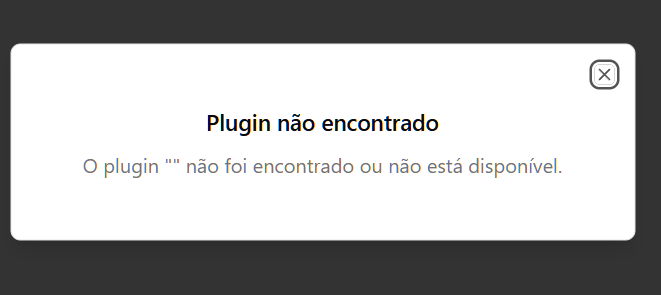 Plugin não encontrado
O plugin "" não foi encontrado ou não está disponível.